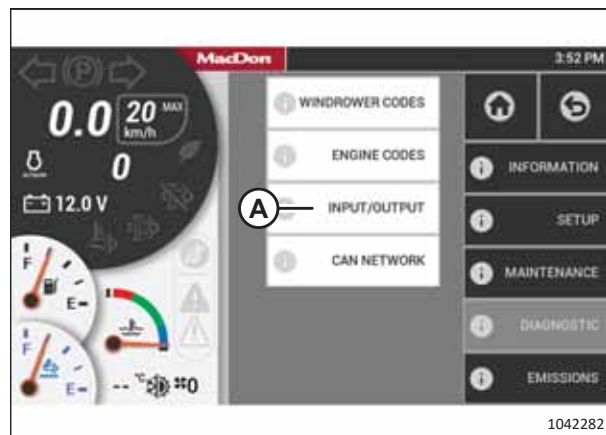 MacDon
3:52 PM
P
0.0 20 MAX
km/h
0
12.0 V
F
E
F
E
-- °C 0
WINDROWER CODES
ENGINE CODES
A INPUT/OUTPUT
CAN NETWORK
INFORMATION
SETUP
MAINTENANCE
DIAGNOSTIC
EMISSIONS
1042282